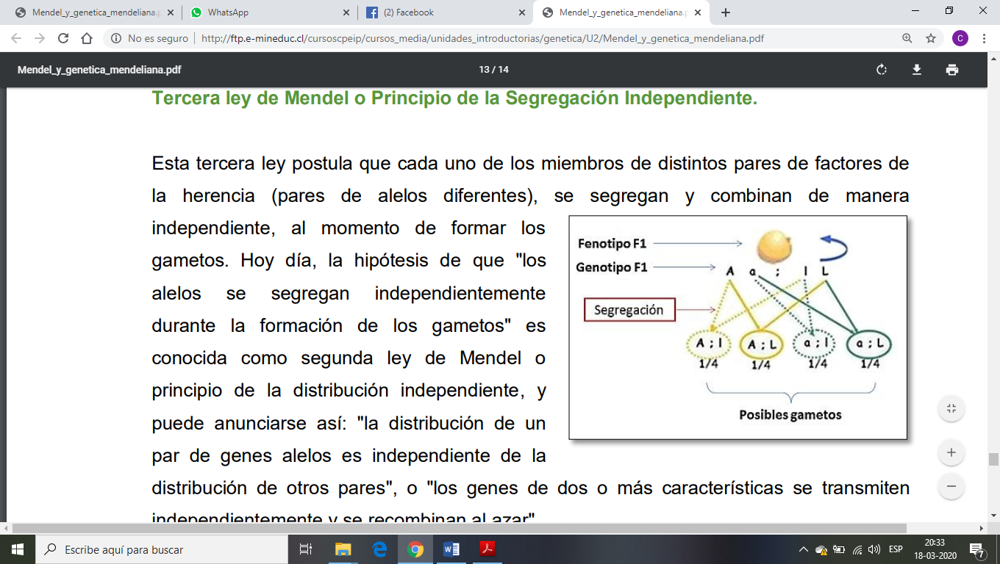 Mendel_y_genetica_mendeliana.p
WhatsApp
(2) Facebook
Mendel_y_genetica_mendeliana.p
No es seguro
http://ftp.e-mineduc.cl/cursoscpeip/cursos_media/unidades_introductorias/genetica/U2/Mendel_y_genetica_mendeliana.pdf
C
Mendel_y_genetica_mendeliana.pdf
13 / 14
Tercera ley de Mendel o Principio de la Segregación Independiente.
Esta tercera ley postula que cada uno de los miembros de distintos pares de factores de
la herencia (pares de alelos diferentes), se segregan y combinan de manera
independiente, al momento de formar los
gametos. Hoy día, la hipótesis de que "los
alelos se segregan independientemente
durante la formación de los gametos" es
conocida como segunda ley de Mendel o
principio de la distribución independiente, y
puede anunciarse así: "la distribución de un
par de genes alelos es independiente de la
distribución de otros pares", o "los genes de dos o más características se transmiten
independientemente y se recombinan al azar"
Fenotipo F1
Genotipo F1
A a ; l L
Segregación
A ; l A ; L a ; l a ; L
1/4 1/4 1/4 1/4
Posibles gametos
Escribe aquí para buscar
ESP
20:33
18-03-2020
7